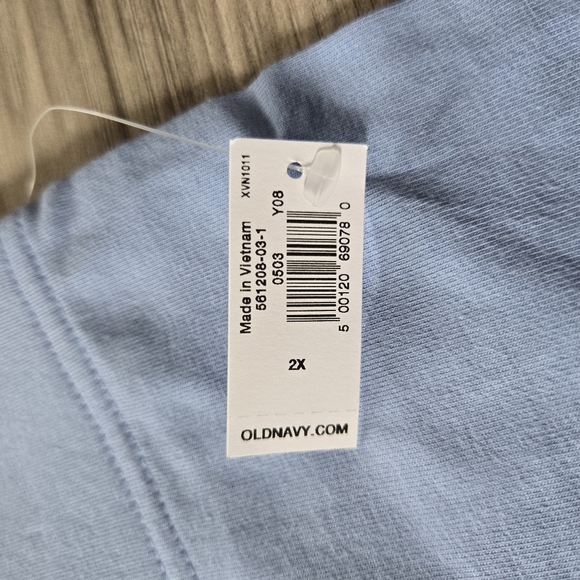 XVN1011
Made in Vietnam
561208-03-1
0503 Y08
5 00120 69078 0
2X
OLDNAVY.COM